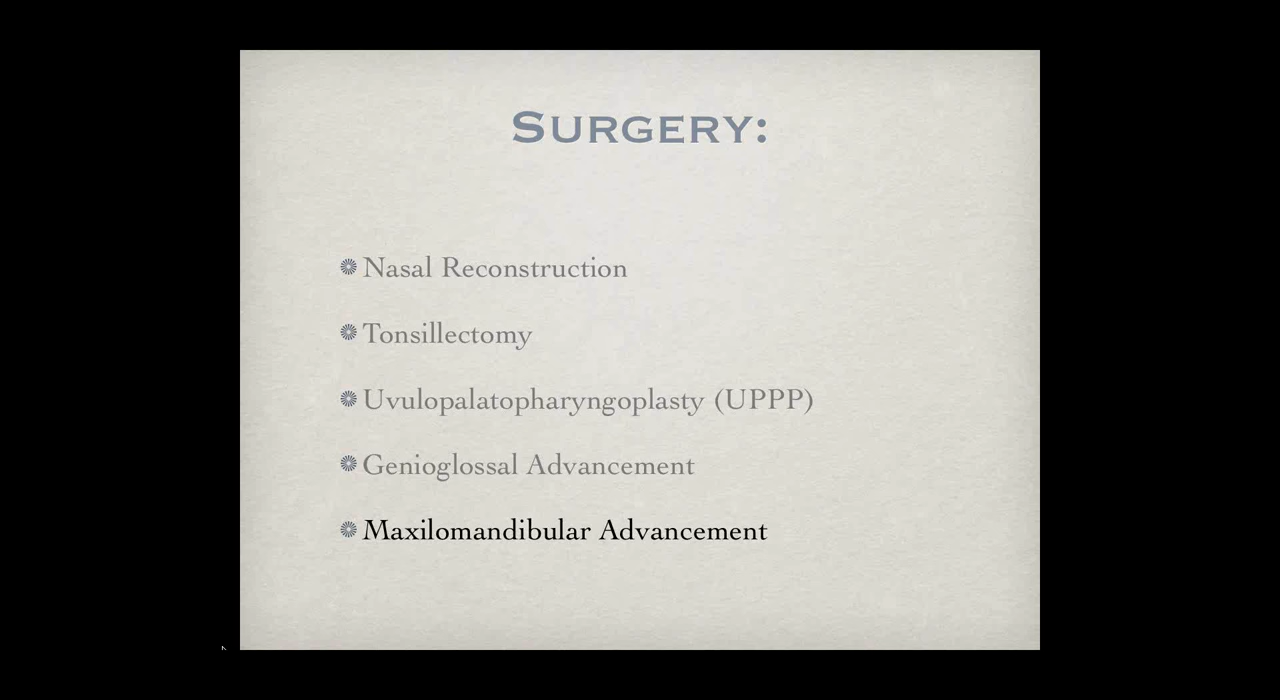 Surgery:
Nasal Reconstruction
Tonsillectomy
Uvulopalatopharyngoplasty (UPPP)
Genioglossal Advancement
Maxilomandibular Advancement